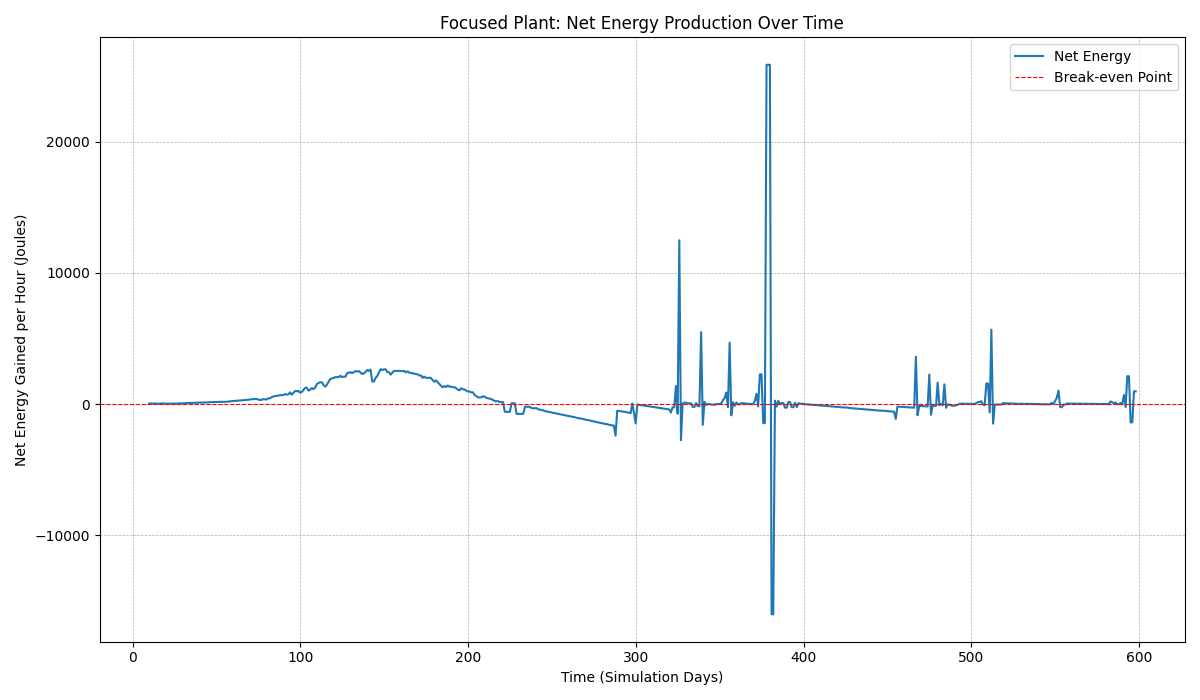 Focused Plant: Net Energy Production Over Time
Net Energy
Break-even Point
Net Energy Gained per Hour (Joules)
20000
10000
0
−10000
0 100 200 300 400 500 600
Time (Simulation Days)